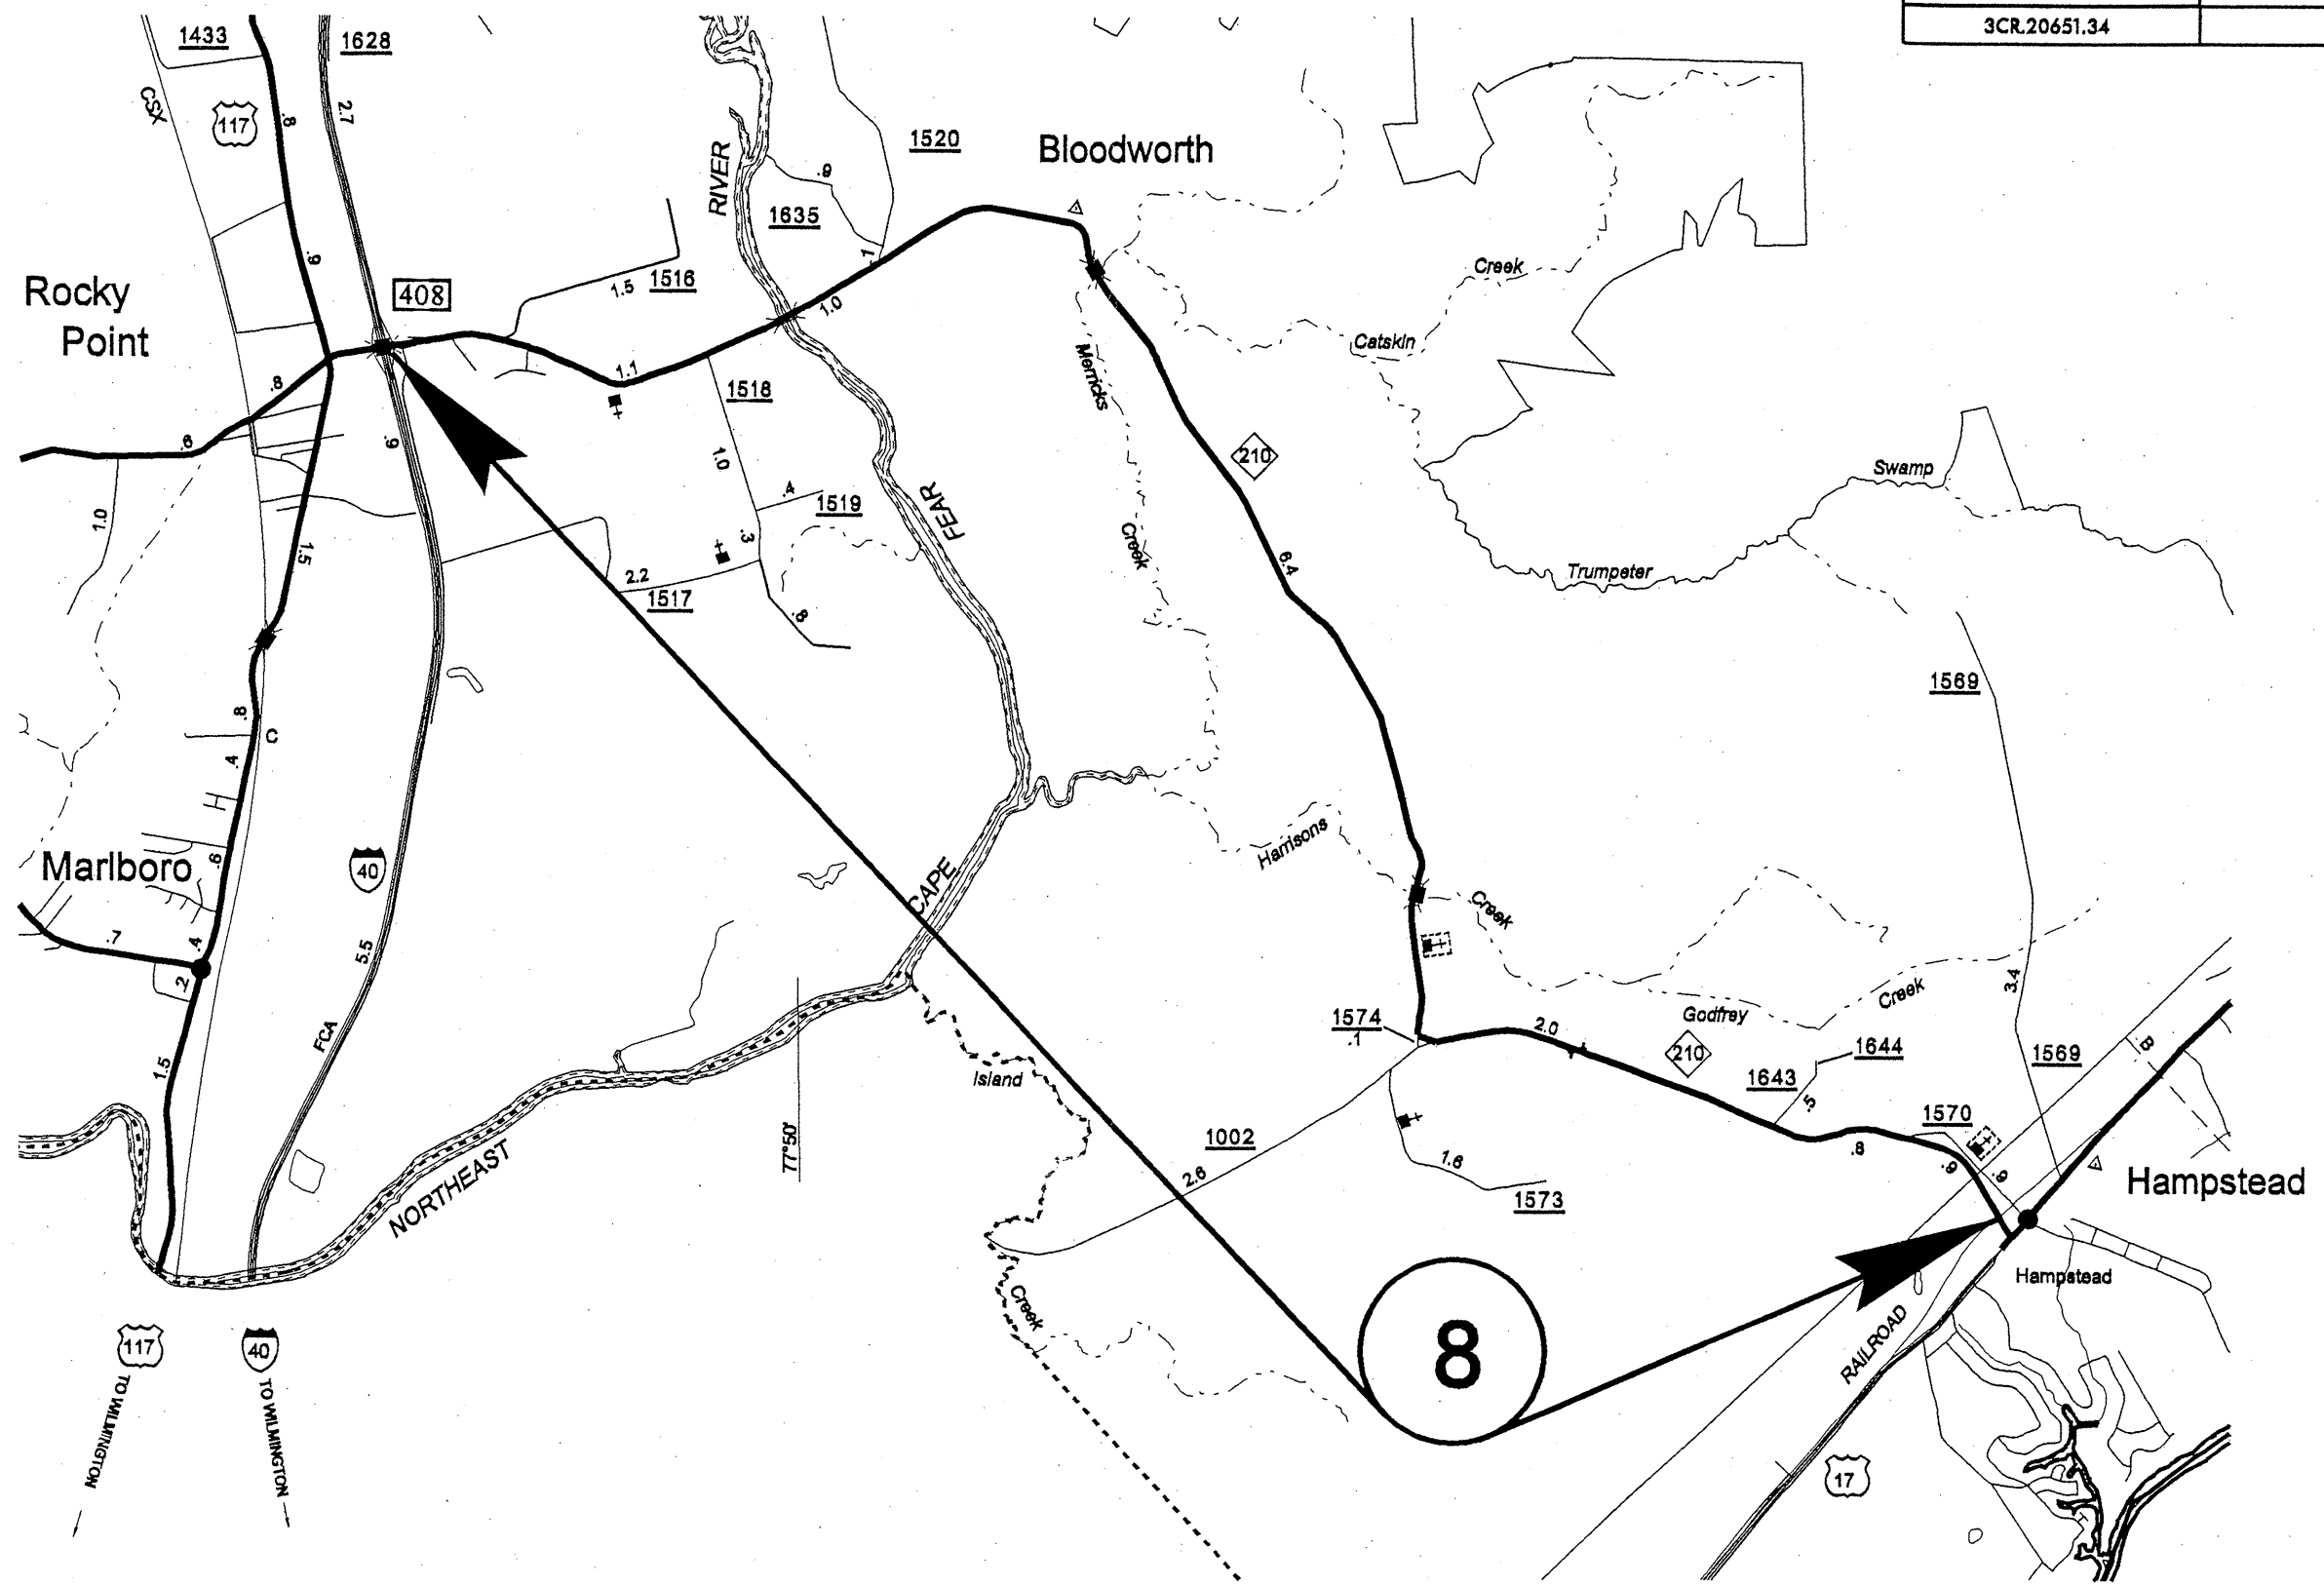 3CR.20651.34
1433
1628
CSX
117
.8
2.7
RIVER
1520
.9
1635
Bloodworth
.1
.9
Rocky
Point
408
1.5
1516
1.0
Creek
Catskin
Merricks
1.1
.8
1518
.6
.9
210
1.0
1.0
.4
1519
FEAR
Swamp
1.5
.3
Creek
6.4
2.2
1517
.8
Trumpeter
1569
.8
C
.4
Harrisons
.6
Marlboro
40
CAPE
Creek
.7
.4
5.5
.2
3.4
Creek
Godfrey
1574
.1
2.0
FCA
210
1644
1569
B
1.5
Island
1643
.5
1570
1002
.8
.9
.9
77°50'
1.6
2.6
1573
Hampstead
NORTHEAST
Hampstead
Creek
117
40
8
RAILROAD
TO WILMINGTON
TO WILMINGTON
17